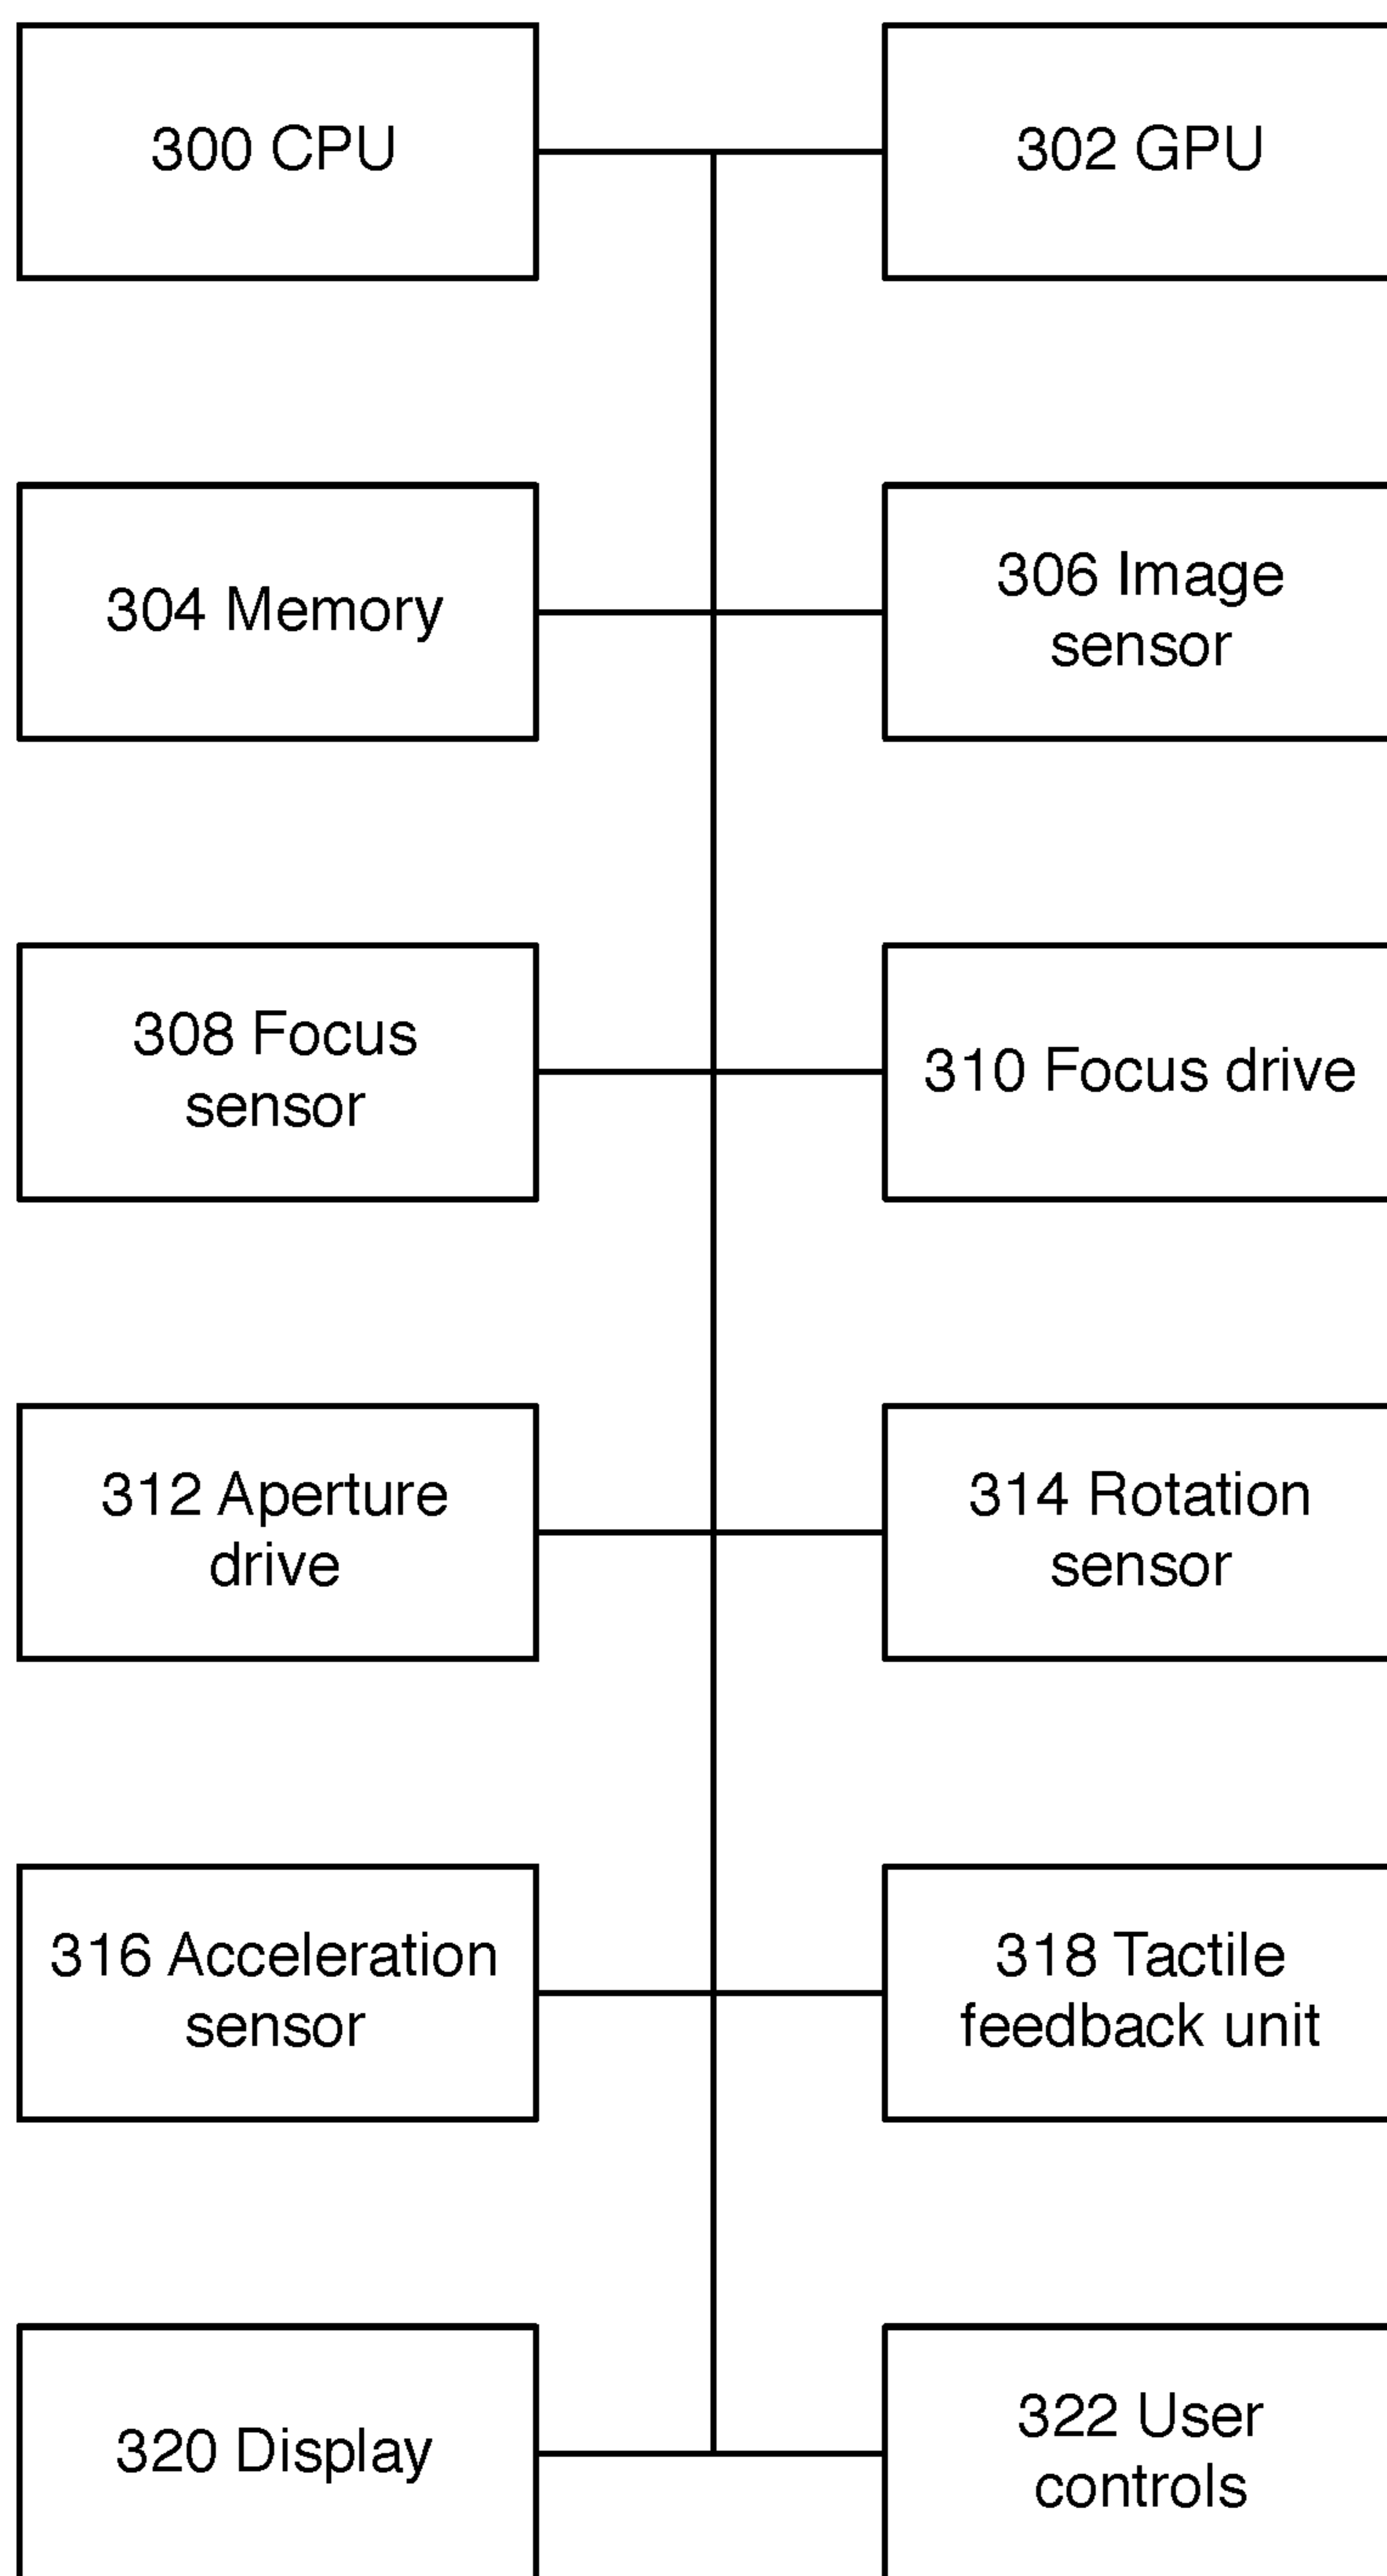 300 CPU
302 GPU
304 Memory
306 Image
sensor
308 Focus
sensor
310 Focus drive
312 Aperture
drive
314 Rotation
sensor
316 Acceleration
sensor
318 Tactile
feedback unit
320 Display
322 User
controls